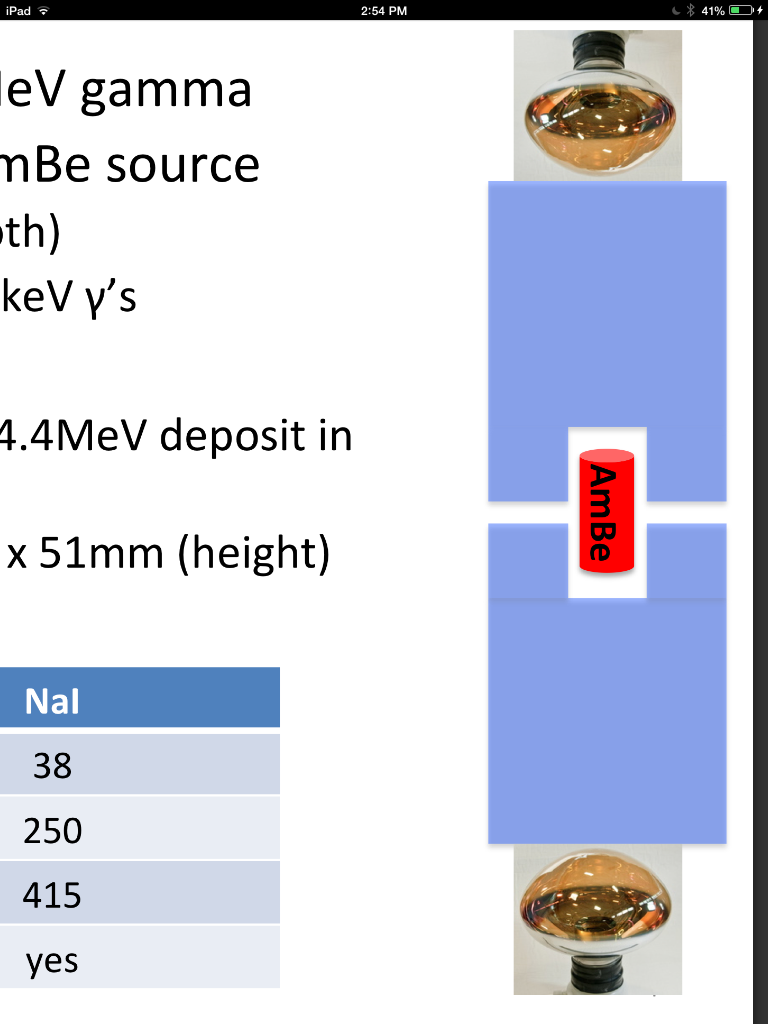 iPad 2:54 PM 41%
eV gamma
mBe source
th)
keV γ's
4.4MeV deposit in
x 51mm (height)
AmBe
NaI
38
250
415
yes